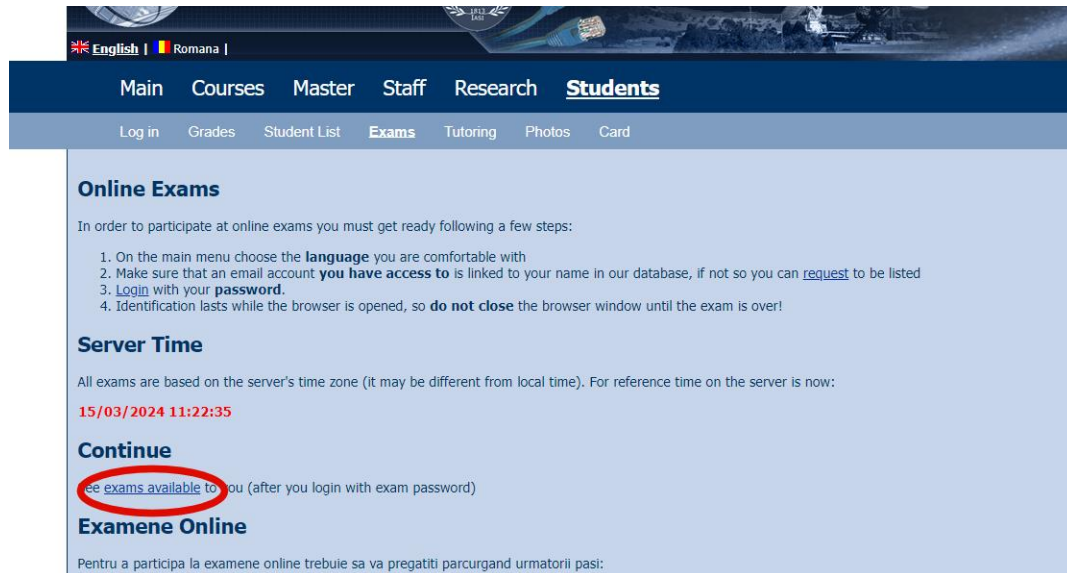 1812
IASI
English | Romana |
Main Courses Master Staff Research Students
Log in Grades Student List Exams Tutoring Photos Card
Online Exams
In order to participate at online exams you must get ready following a few steps:
1. On the main menu choose the language you are comfortable with
2. Make sure that an email account you have access to is linked to your name in our database, if not so you can request to be listed
3. Login with your password.
4. Identification lasts while the browser is opened, so do not close the browser window until the exam is over!
Server Time
All exams are based on the server's time zone (it may be different from local time). For reference time on the server is now:
15/03/2024 11:22:35
Continue
See exams available to you (after you login with exam password)
Examene Online
Pentru a participa la examene online trebuie sa va pregatiti parcurgand urmatorii pasi: